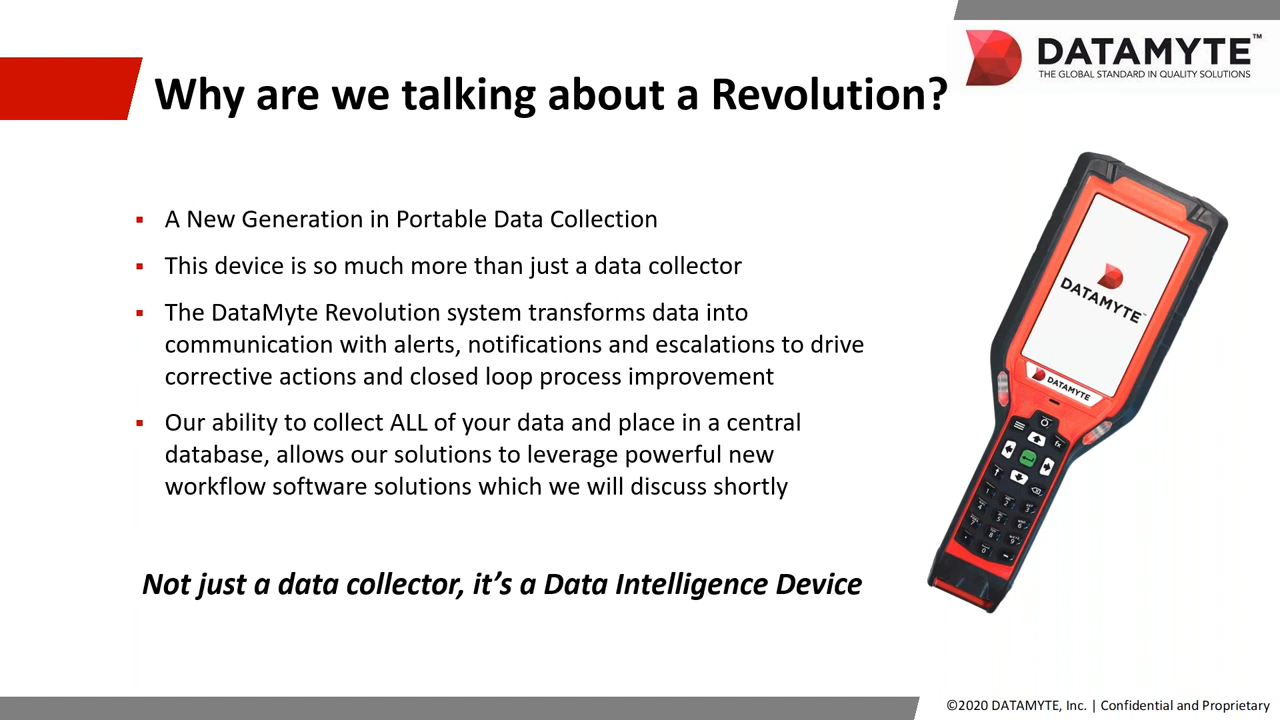 DATAMYTE™
THE GLOBAL STANDARD IN QUALITY SOLUTIONS
Why are we talking about a Revolution?
▪ A New Generation in Portable Data Collection
▪ This device is so much more than just a data collector
▪ The DataMyte Revolution system transforms data into
communication with alerts, notifications and escalations to drive
corrective actions and closed loop process improvement
▪ Our ability to collect ALL of your data and place in a central
database, allows our solutions to leverage powerful new
workflow software solutions which we will discuss shortly
Not just a data collector, it’s a Data Intelligence Device
DATAMYTE
DATAMYTE
©2020 DATAMYTE, Inc. | Confidential and Proprietary